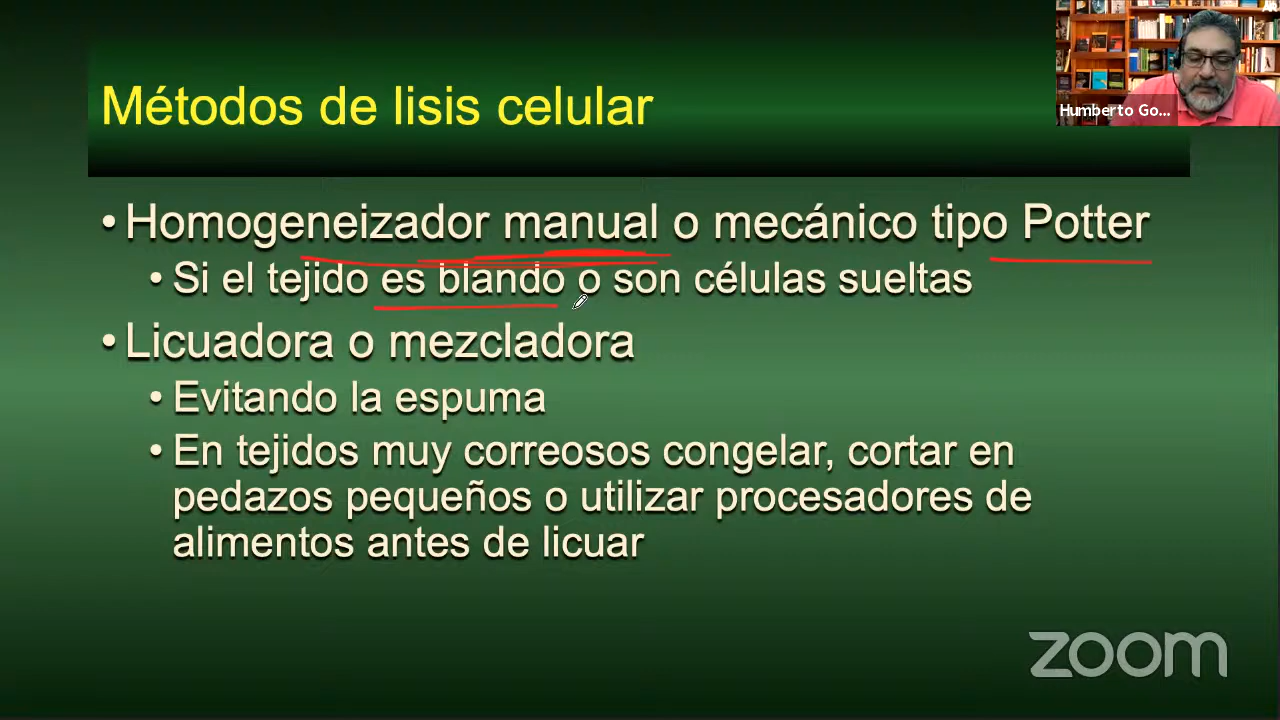 Métodos de lisis celular
Humberto Go...
• Homogeneizador manual o mecánico tipo Potter
• Si el tejido es blando o son células sueltas
• Licuadora o mezcladora
• Evitando la espuma
• En tejidos muy correosos congelar, cortar en
pedazos pequeños o utilizar procesadores de
alimentos antes de licuar
zoom